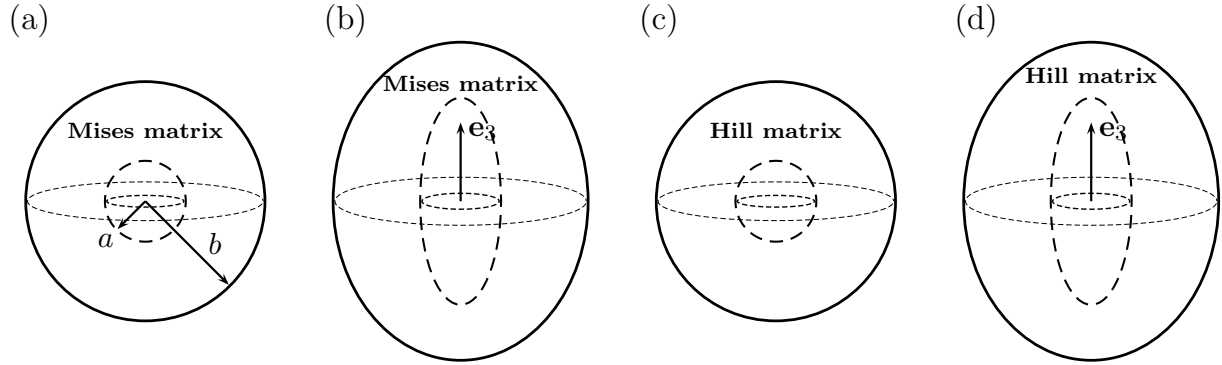 (a)
Mises matrix
a
b
(b)
Mises matrix
e₃
(c)
Hill matrix
(d)
Hill matrix
e₃